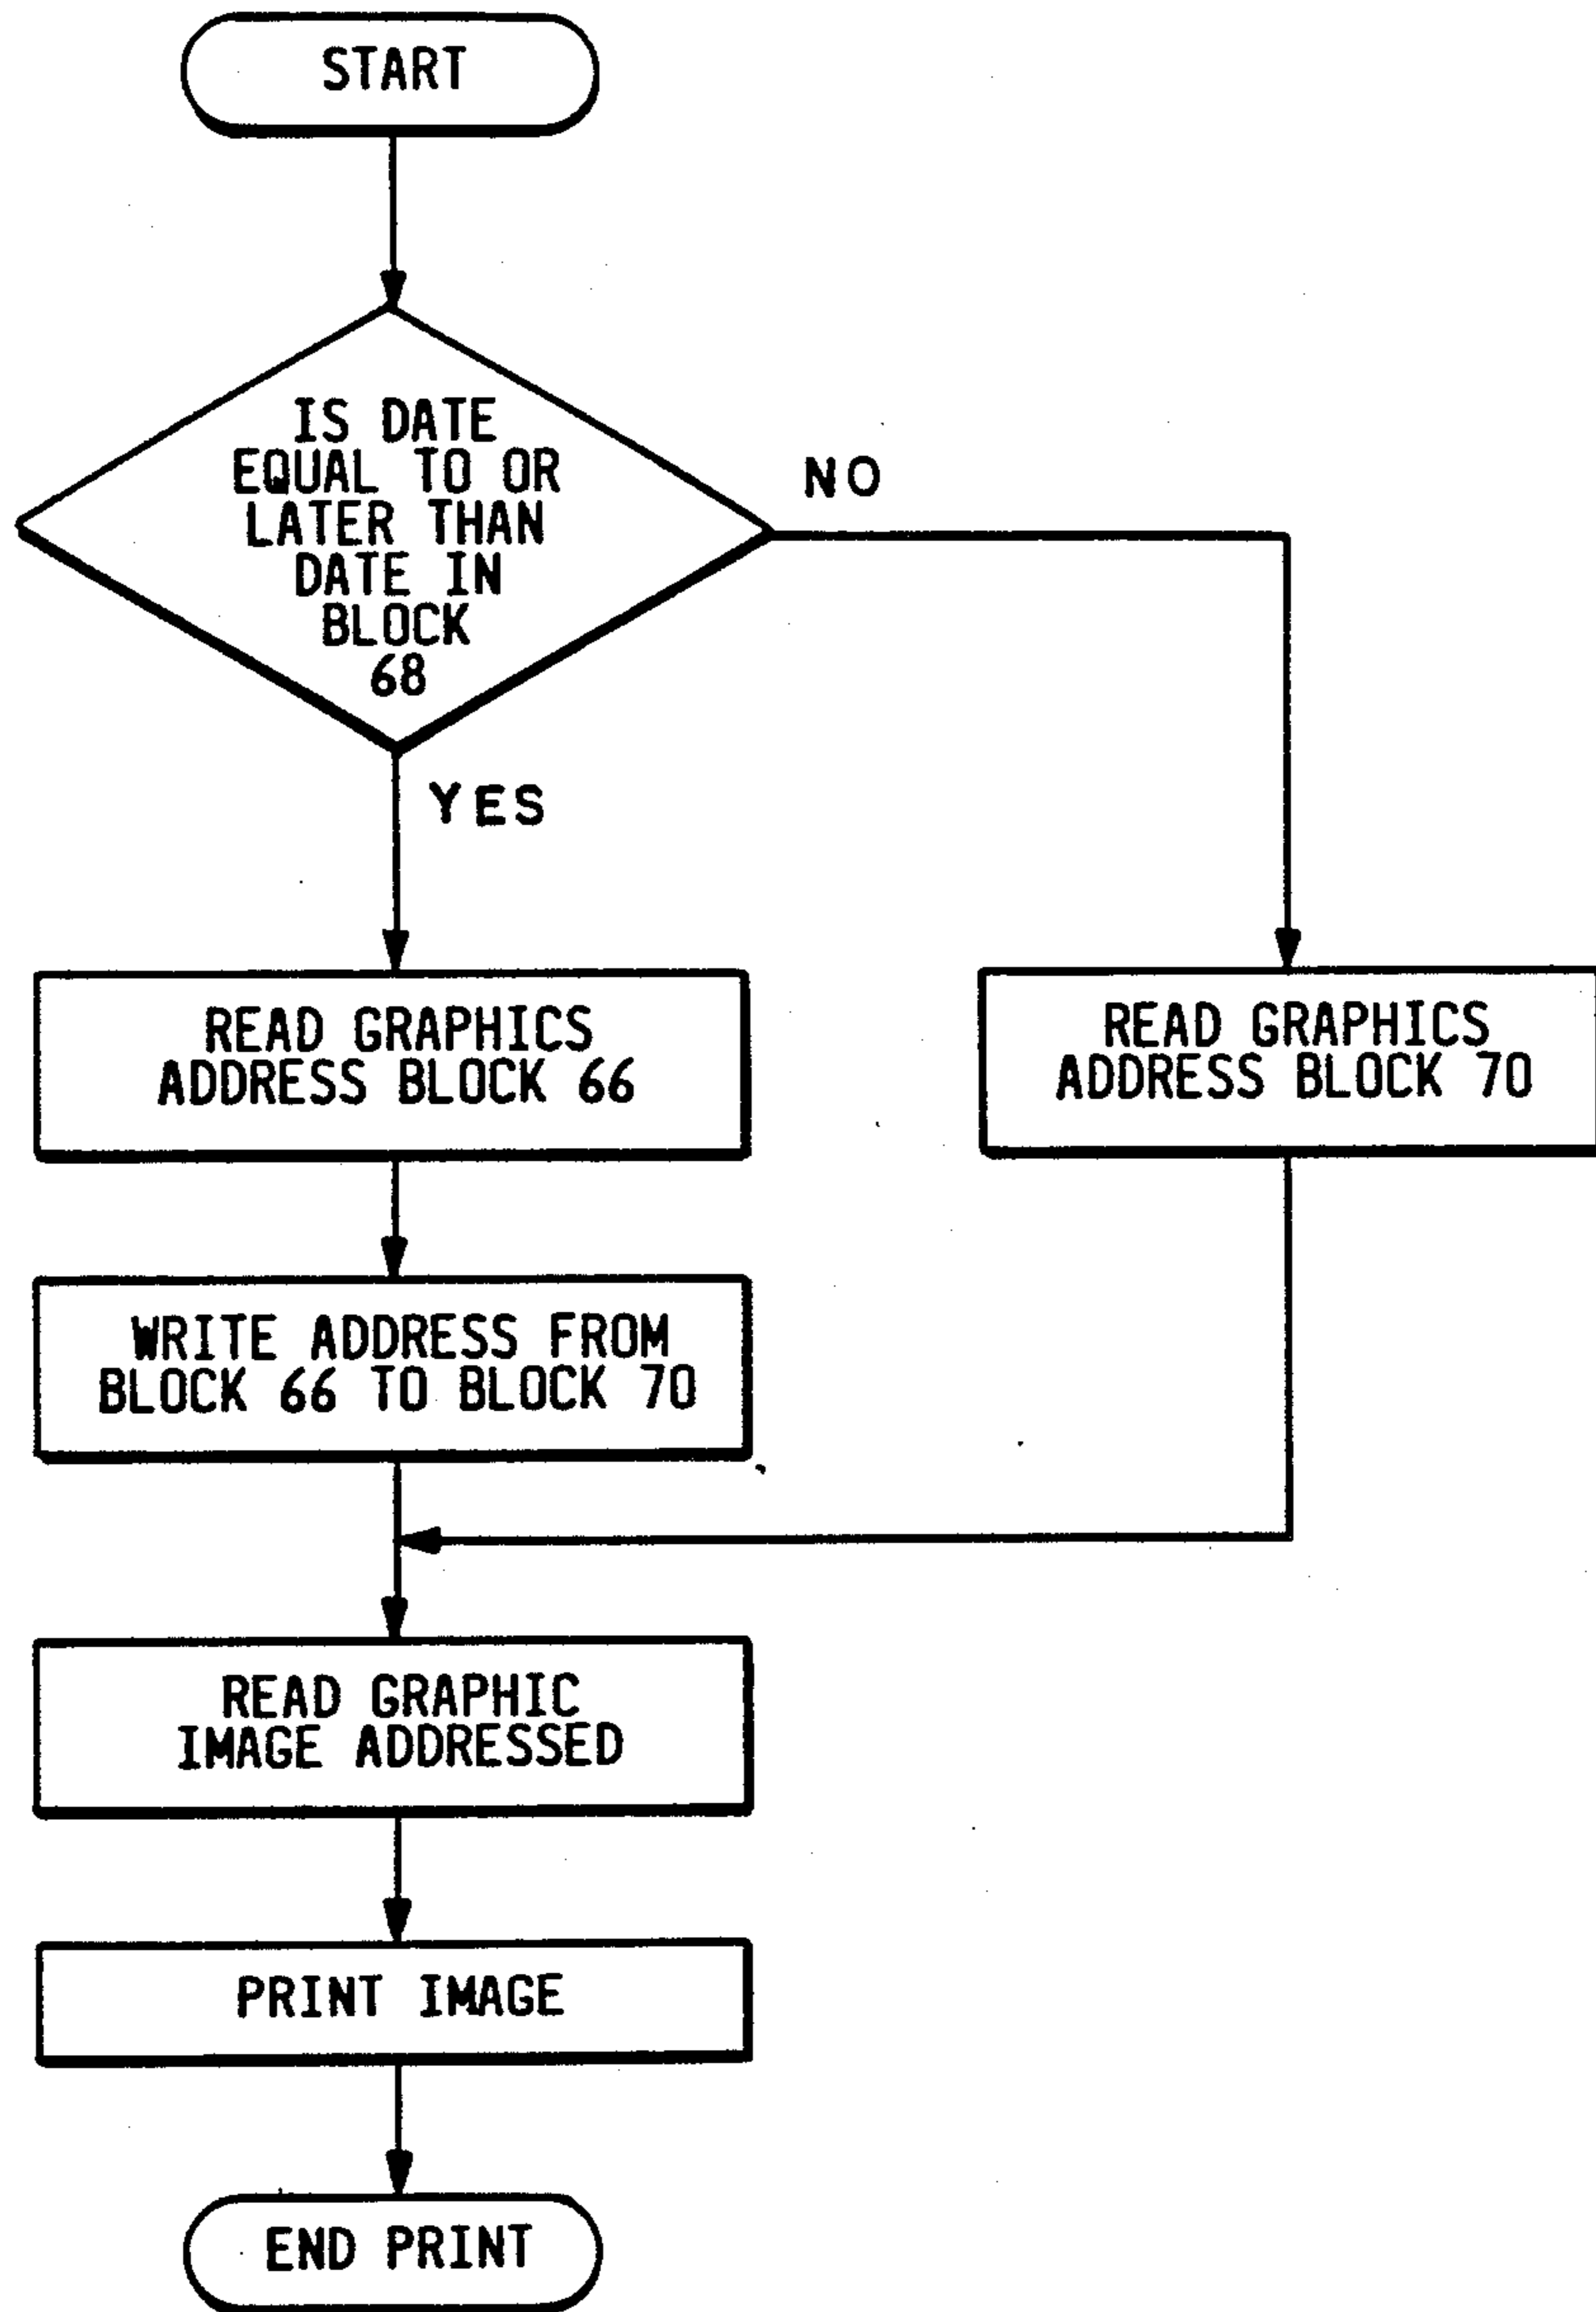 START
IS DATE
EQUAL TO OR
LATER THAN
DATE IN
BLOCK
68
NO
YES
READ GRAPHICS
ADDRESS BLOCK 66
READ GRAPHICS
ADDRESS BLOCK 70
WRITE ADDRESS FROM
BLOCK 66 TO BLOCK 70
READ GRAPHIC
IMAGE ADDRESSED
PRINT IMAGE
END PRINT